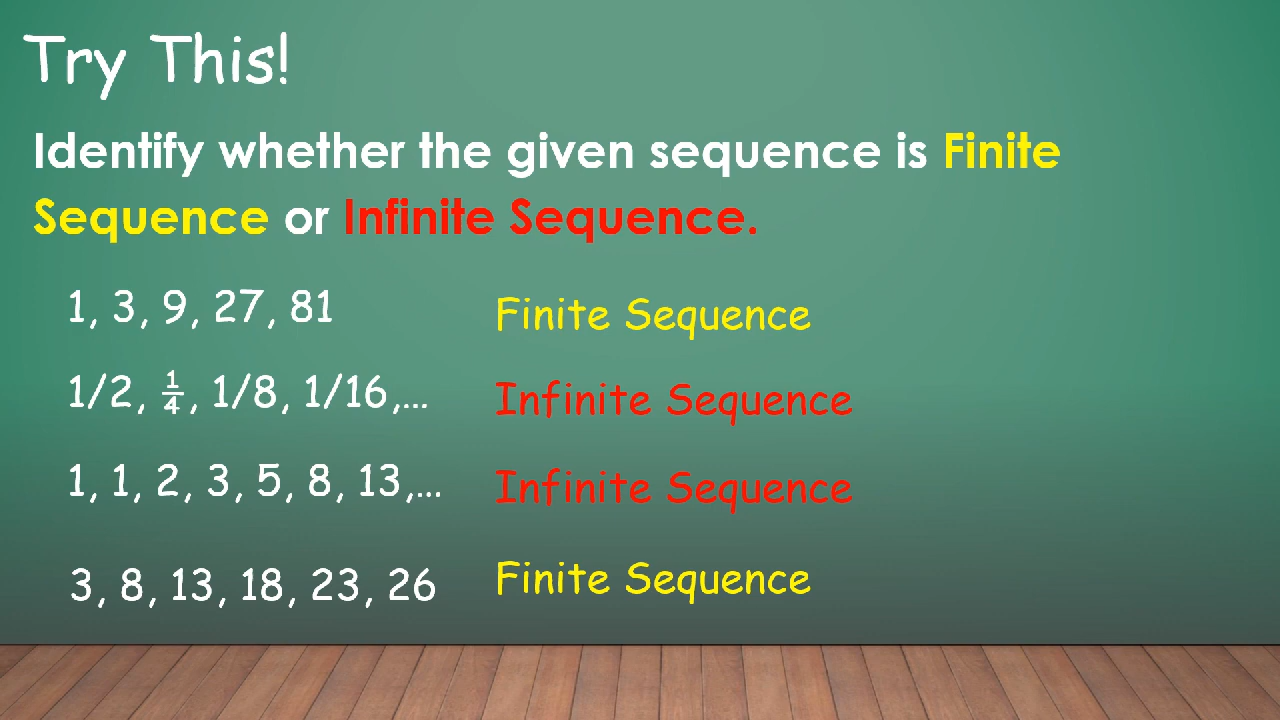 Try This!
Identify whether the given sequence is Finite
Sequence or Infinite Sequence.
1, 3, 9, 27, 81 Finite Sequence
1/2, ¼, 1/8, 1/16,... Infinite Sequence
1, 1, 2, 3, 5, 8, 13,... Infinite Sequence
3, 8, 13, 18, 23, 26 Finite Sequence